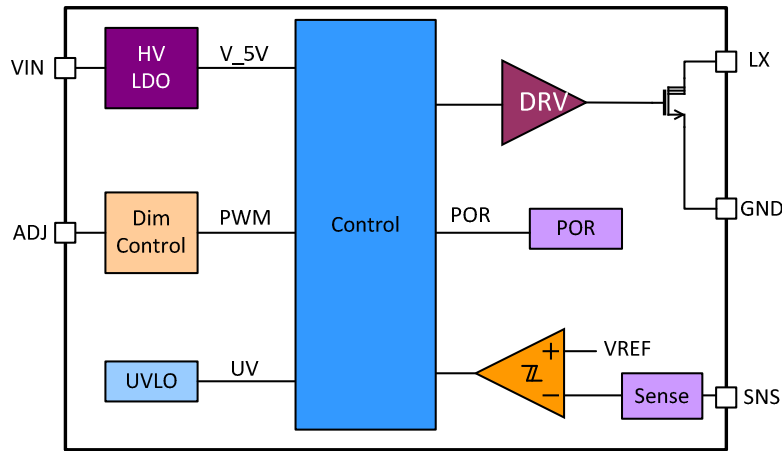 HV
LDO
V_5V
VIN
LX
DRV
Dim
Control
PWM
ADJ
Control
POR
POR
GND
UVLO
UV
+
VREF
−
Sense
SNS